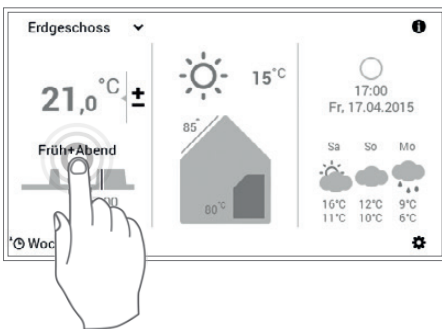 Erdgeschoss
21,0 °C ±
Früh+Abend
15°C
85°
80°C
17:00
Fr, 17.04.2015
Sa So Mo
16°C 12°C 9°C
11°C 10°C 6°C